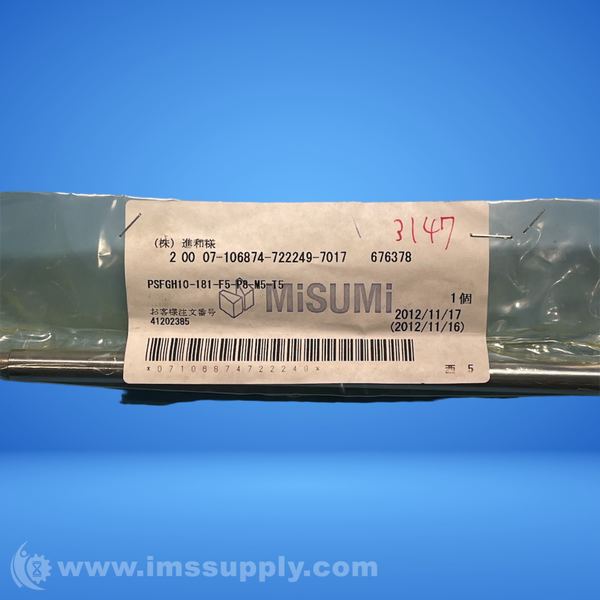 3147
(株) 進和様
2 00 07-106874-722249-7017 676378
PSFGH10-181-F5-P8-M5-T5
MiSUMi
1個
お客様注文番号
2012/11/17
41202385
(2012/11/16)
*071068747222​49*
西 5
www.imssupply.com